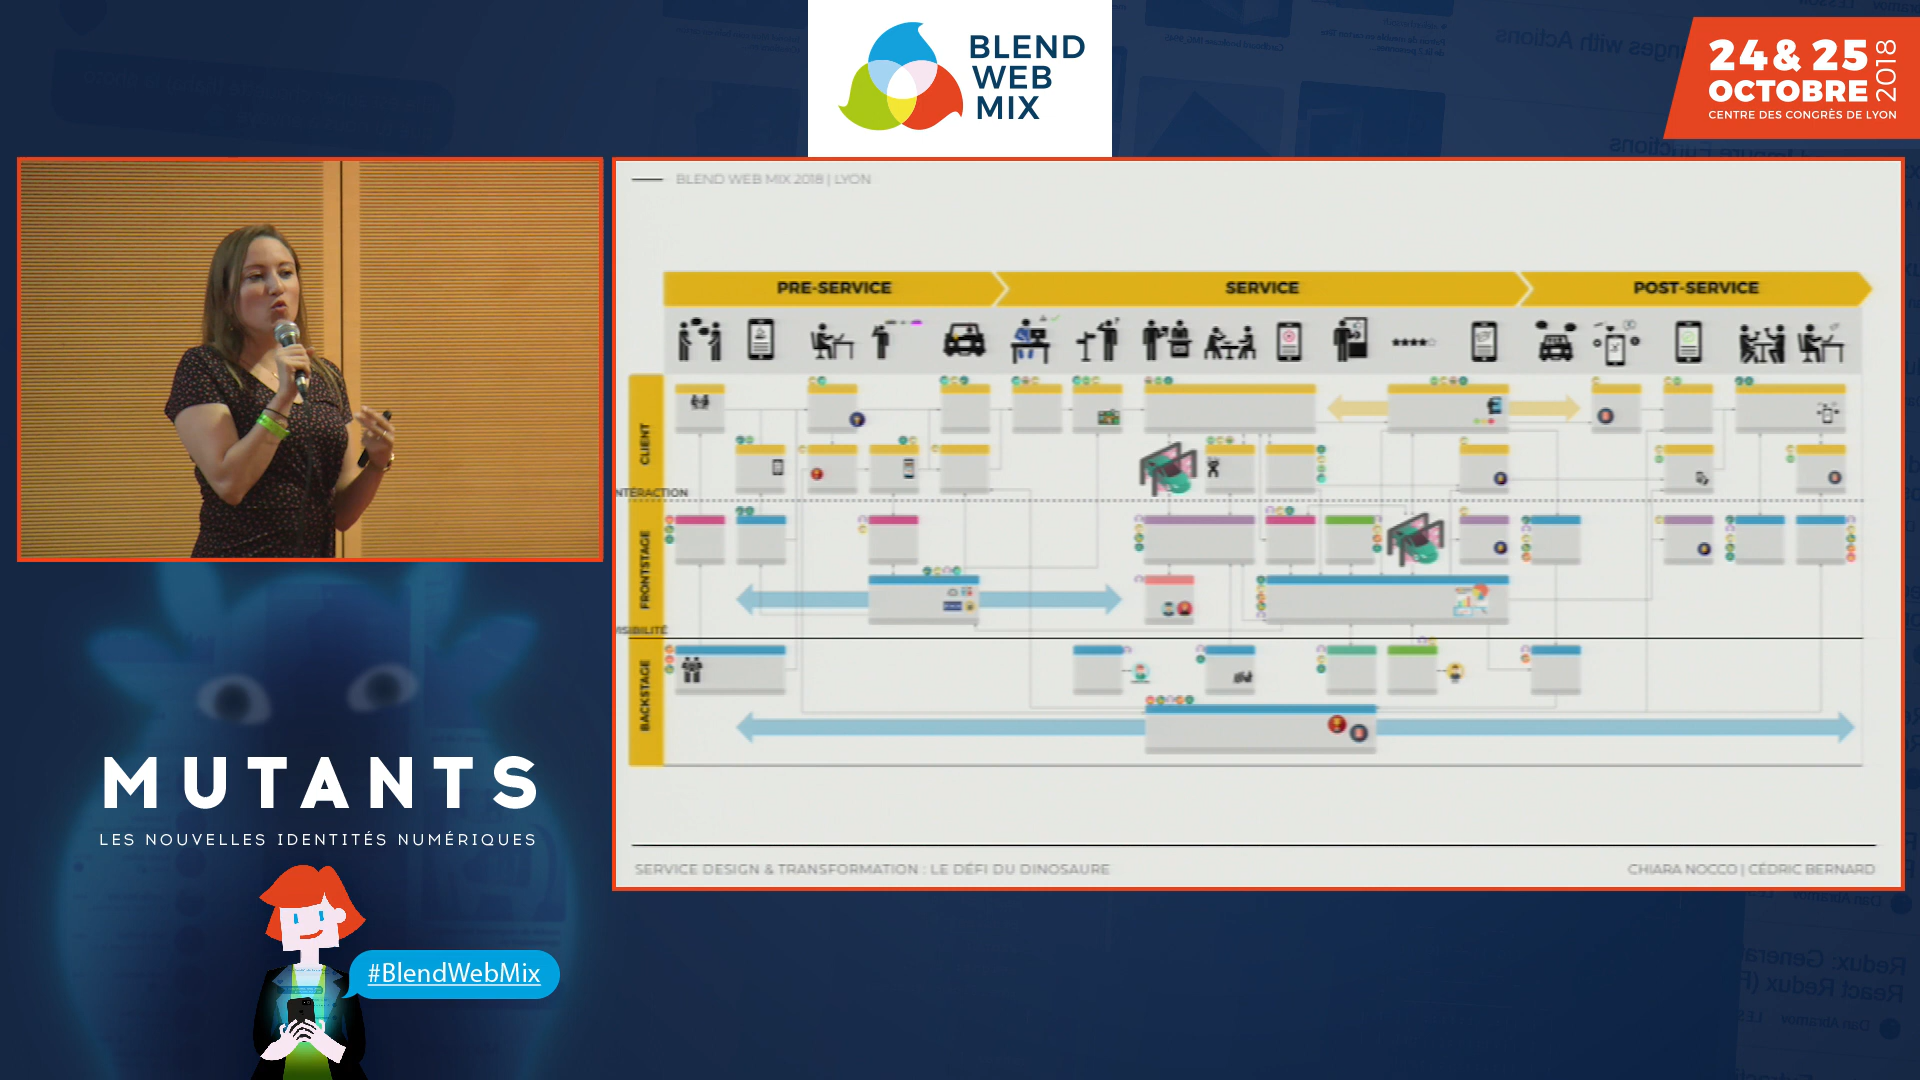 BLEND
WEB
MIX
24 & 25
OCTOBRE
2018
CENTRE DES CONGRÈS DE LYON
BLEND WEB MIX 2018 | LYON
PRE-SERVICE
SERVICE
POST-SERVICE
CLIENT
NTÉRACTION
FRONTSTAGE
ISIBILITÉ
BACKSTAGE
SERVICE DESIGN & TRANSFORMATION : LE DÉFI DU DINOSAURE
CHIARA NOCCO | CÉDRIC BERNARD
MUTANTS
LES NOUVELLES IDENTITÉS NUMÉRIQUES
#BlendWebMix